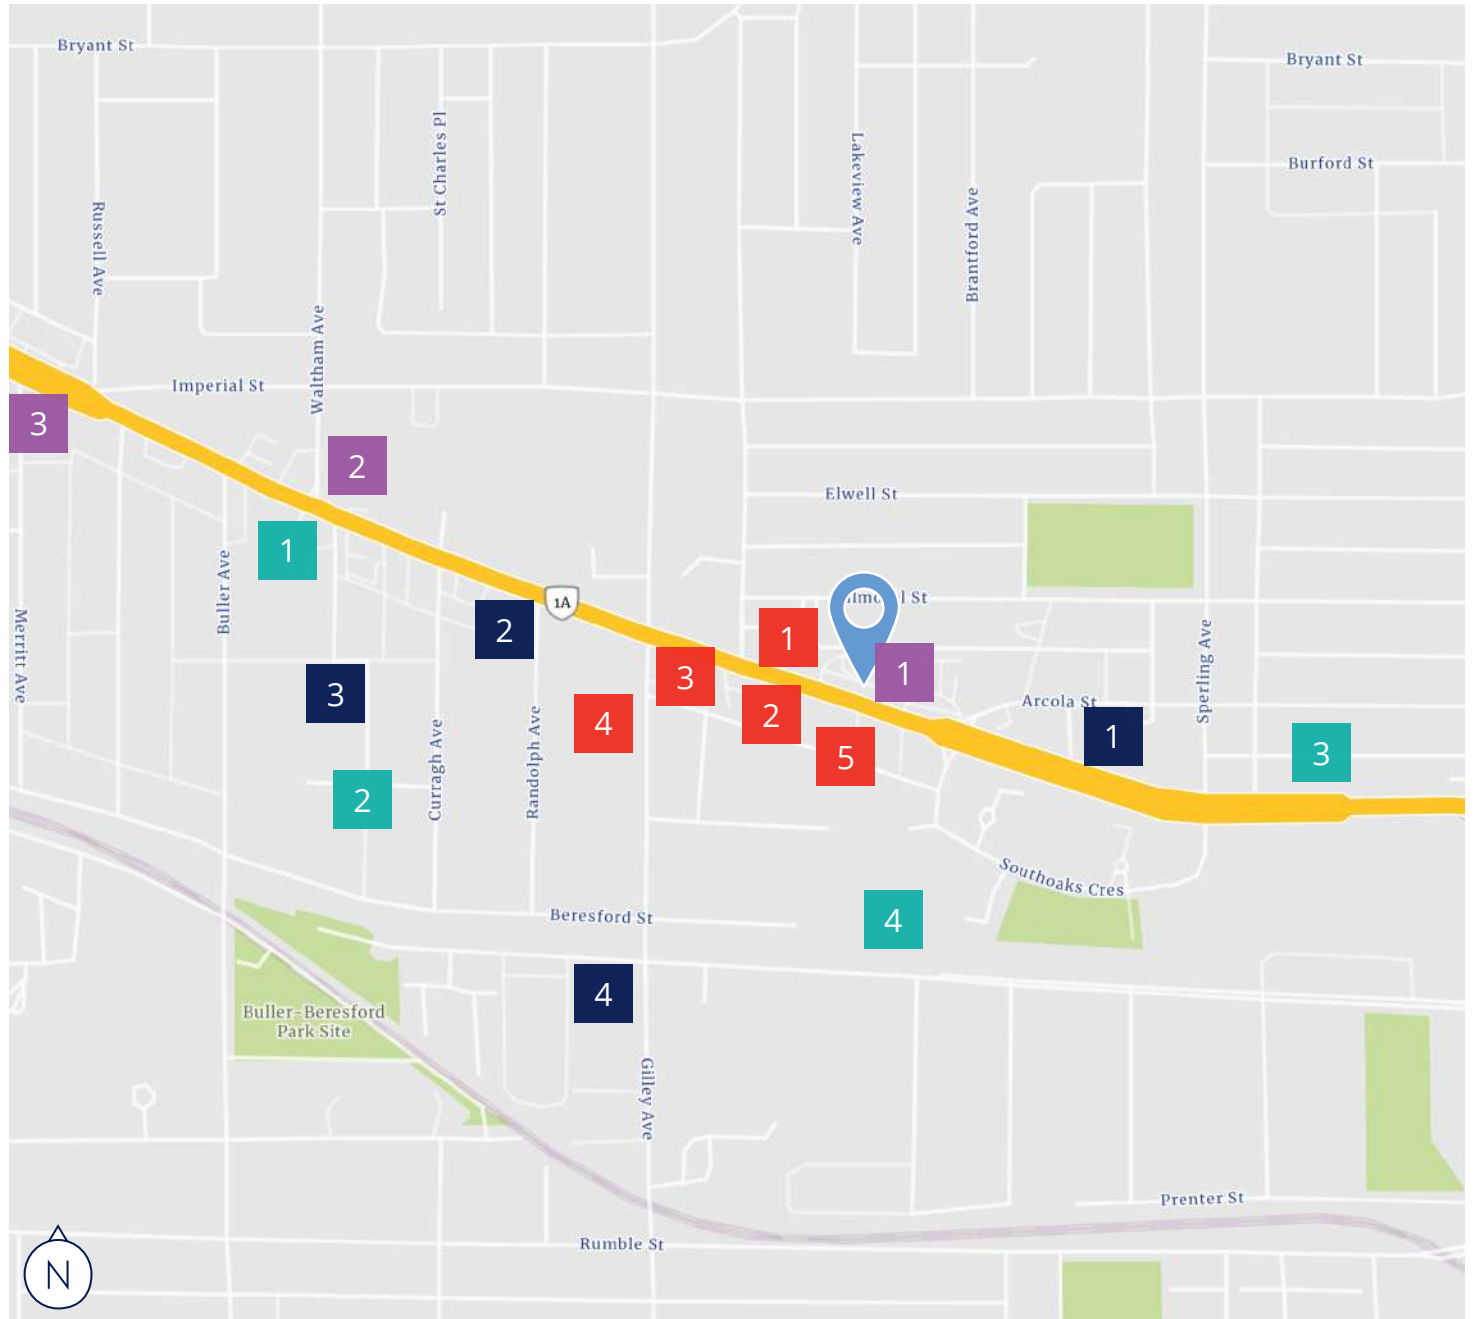 Bryant St
Bryant St
St Charles Pl
Lakeview Ave
Burford St
Russell Ave
Brantford Ave
Waltham Ave
Imperial St
3
2
Elwell St
1
Buller Ave
1A
St
Merritt Ave
2
1
Sperling Ave
3
1
3
Arcola St
4
2
1
Curragh Ave
Randolph Ave
5
3
2
Southoaks Cres
Beresford St
4
4
Buller-Beresford
Park Site
Gilley Ave
Prenter St
Rumble St
N